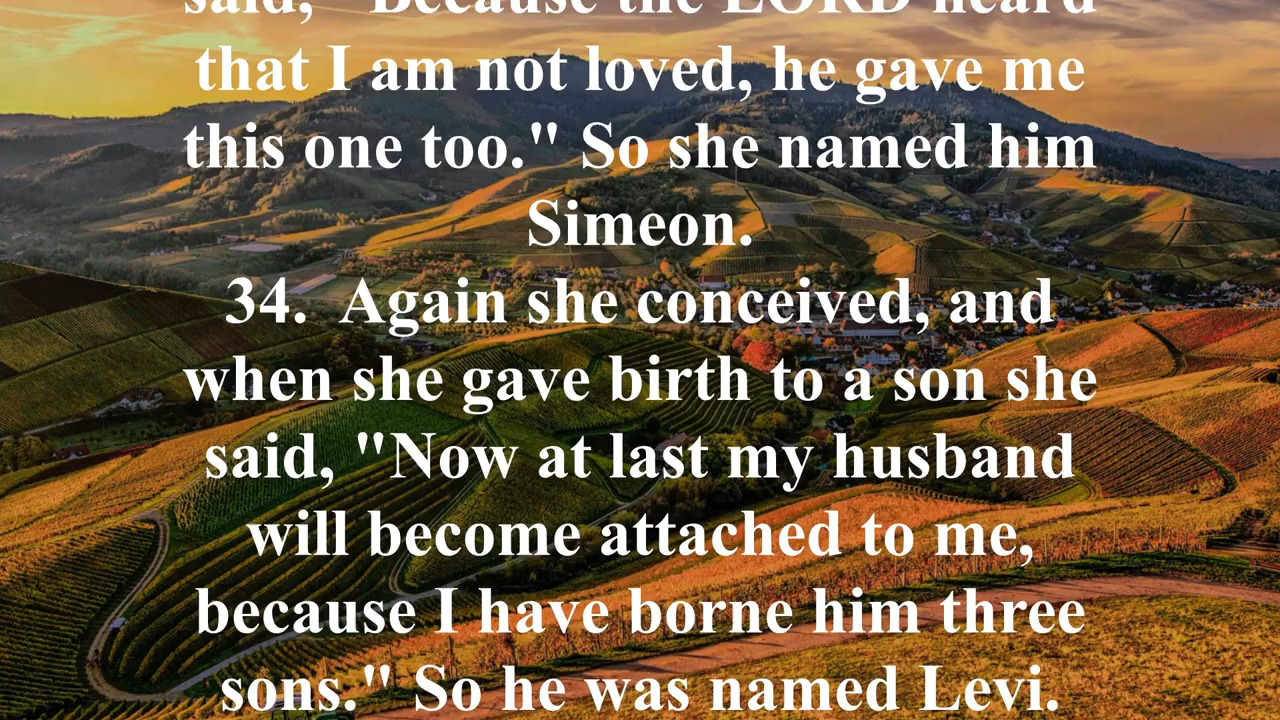 said, "Because the LORD heard
that I am not loved, he gave me
this one too." So she named him
Simeon.
34.  Again she conceived, and
when she gave birth to a son she
said, "Now at last my husband
will become attached to me,
because I have borne him three
sons." So he was named Levi.